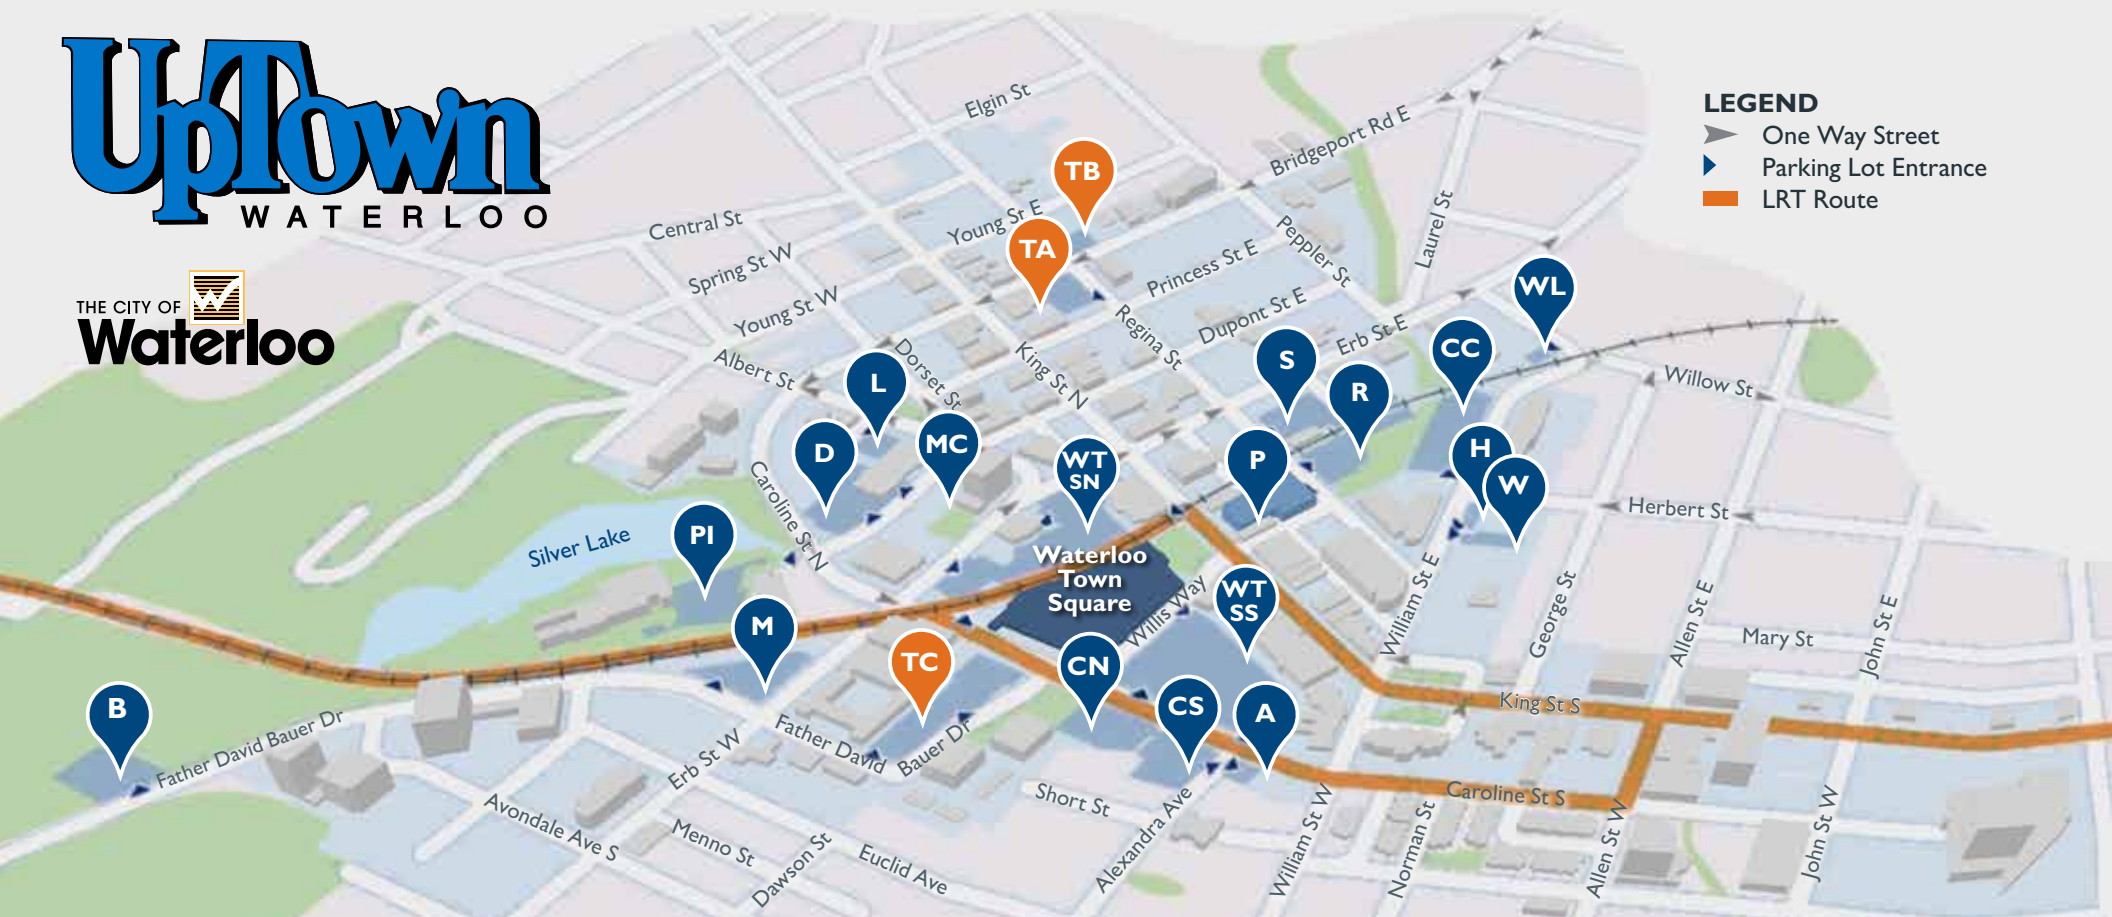 UpTown
WATERLOO
THE CITY OF
Waterloo
LEGEND
One Way Street
Parking Lot Entrance
LRT Route
Elgin St
Bridgeport Rd E
TB
Central St
Young St E
TA
Spring St W
Princess St E
Peppler St
Laurel St
Young St W
Dupont St E
Regina St
Erb St E
WL
Albert St
Dorset St
King St N
S
CC
R
Willow St
L
D
MC
WT
SN
P
H
W
Caroline St N
Herbert St
Silver Lake
PI
Waterloo
Town
Square
Willis Way
WT
SS
William St E
George St
Allen St E
Mary St
John St E
M
TC
CN
CS
A
King St S
B
Father David Bauer Dr
Erb St W
Father David
Bauer Dr
Caroline St S
Short St
Avondale Ave S
Menno St
Dawson St
Euclid Ave
Alexandra Ave
William St W
Norman St
Allen St W
John St W